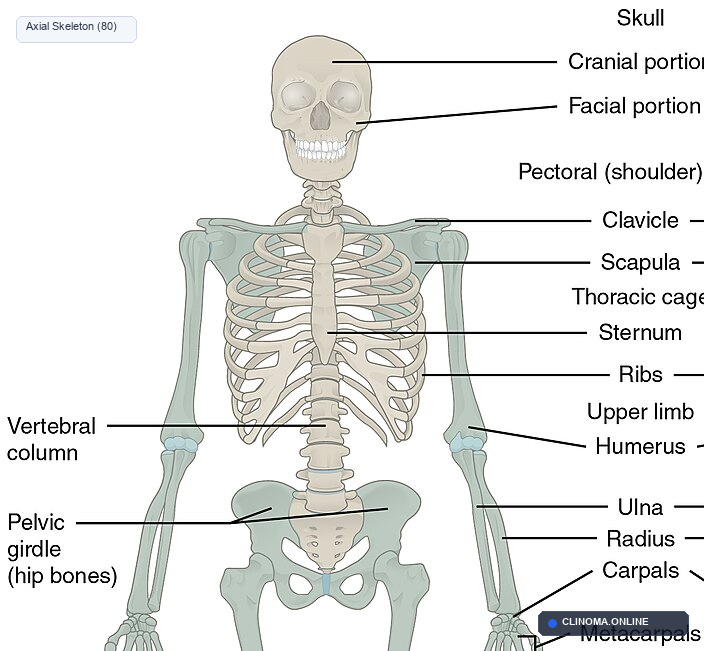 Axial Skeleton (80)
Skull
Cranial portion
Facial portion
Pectoral (shoulder)
Clavicle
Scapula
Thoracic cage
Sternum
Ribs
Upper limb
Vertebral
column
Humerus
Ulna
Pelvic
girdle
(hip bones)
Radius
Carpals
CLINOMA.ONLINE
Metacarpals